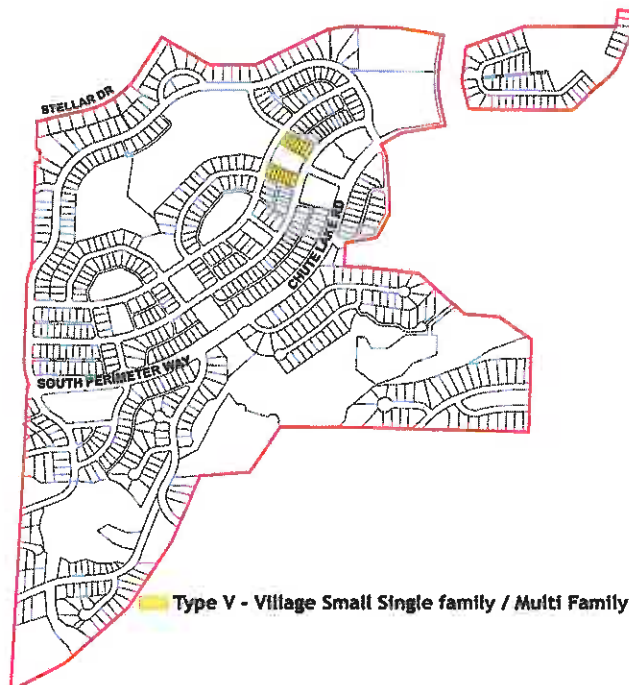 STELLAR DR
CHUTE LAKE RD
SOUTH PERIMETER WAY
Type V - Village Small Single family / Multi Family